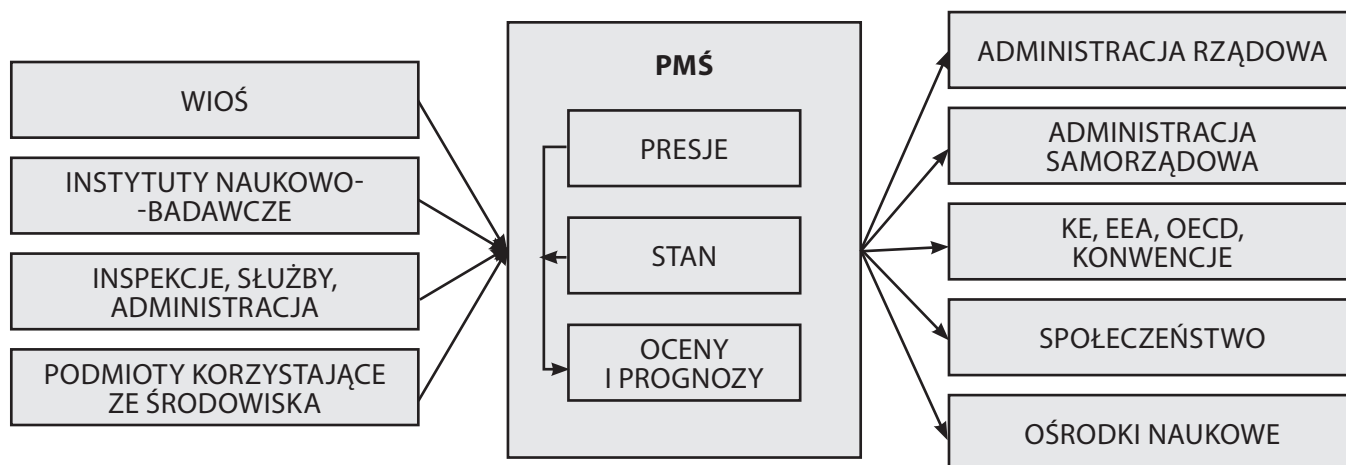 WIOŚ
INSTYTUTY NAUKOWO-
-BADAWCZE
INSPEKCJE, SŁUŻBY,
ADMINISTRACJA
PODMIOTY KORZYSTAJĄCE
ZE ŚRODOWISKA
PMŚ
PRESJE
STAN
OCENY
I PROGNOZY
ADMINISTRACJA RZĄDOWA
ADMINISTRACJA
SAMORZĄDOWA
KE, EEA, OECD,
KONWENCJE
SPOŁECZEŃSTWO
OŚRODKI NAUKOWE